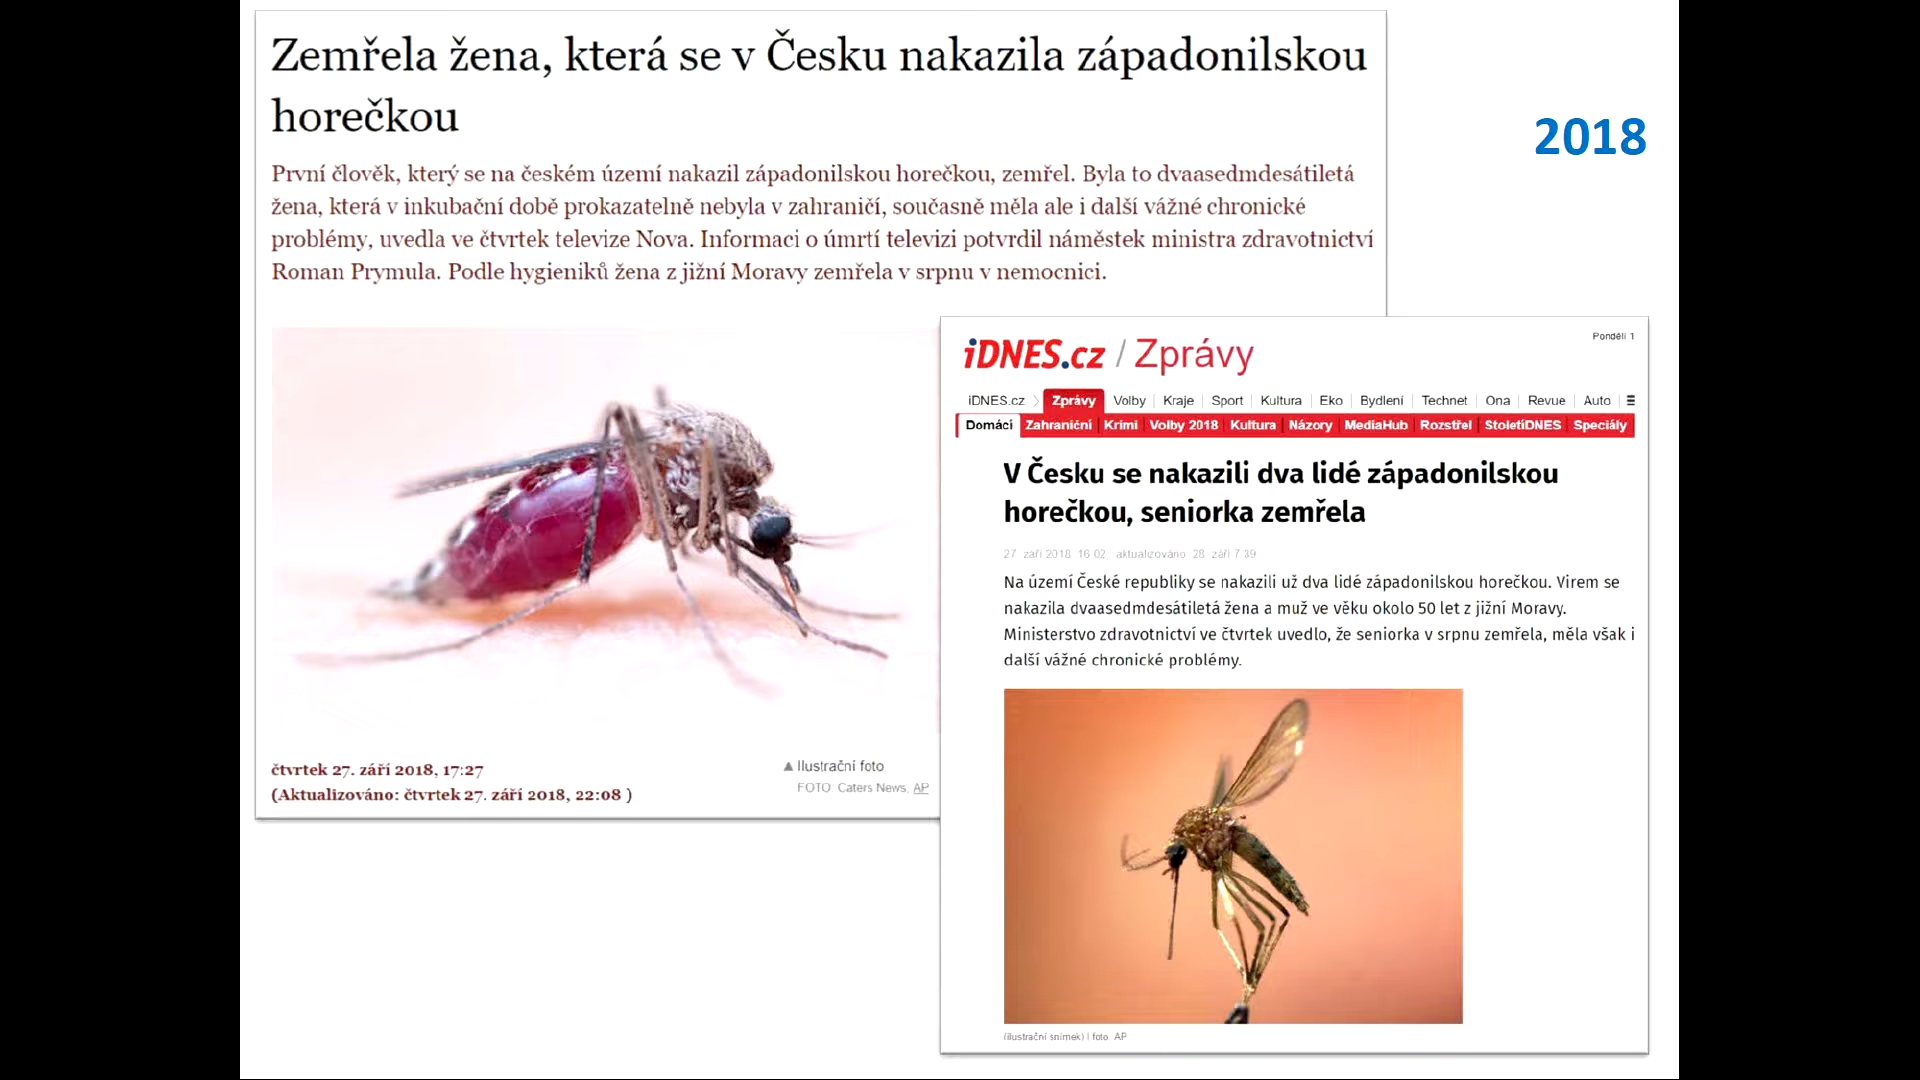 Zemřela žena, která se v Česku nakazila západonilskou
horečkou
První člověk, který se na českém území nakazil západonilskou horečkou, zemřel. Byla to dvaasedmdesátiletá
žena, která v inkubační době prokazatelně nebyla v zahraničí, současně měla ale i další vážné chronické
problémy, uvedla ve čtvrtek televize Nova. Informaci o úmrtí televizi potvrdil náměstek ministra zdravotnictví
Roman Prymula. Podle hygieniků žena z jižní Moravy zemřela v srpnu v nemocnici.
2018
čtvrtek 27. září 2018, 17:27
(Aktualizováno: čtvrtek 27. září 2018, 22:08 )
▲ Ilustrační foto
FOTO: Caters News, AP
Pondělí 1
iDNES.cz / Zprávy
iDNES.cz Zprávy Volby Kraje Sport Kultura Eko Bydlení Technet Ona Revue Auto
Domácí Zahraniční Krimi Volby 2018 Kultura Názory MediaHub Rozstřel StoletíDNES Speciály
V Česku se nakazili dva lidé západonilskou
horečkou, seniorka zemřela
27. září 2018 16:02, aktualizováno 28. září 7:39
Na území České republiky se nakazili už dva lidé západonilskou horečkou. Virem se
nakazila dvaasedmdesátiletá žena a muž ve věku okolo 50 let z jižní Moravy.
Ministerstvo zdravotnictví ve čtvrtek uvedlo, že seniorka v srpnu zemřela, měla však i
další vážné chronické problémy.
(ilustrační snímek) | foto: AP